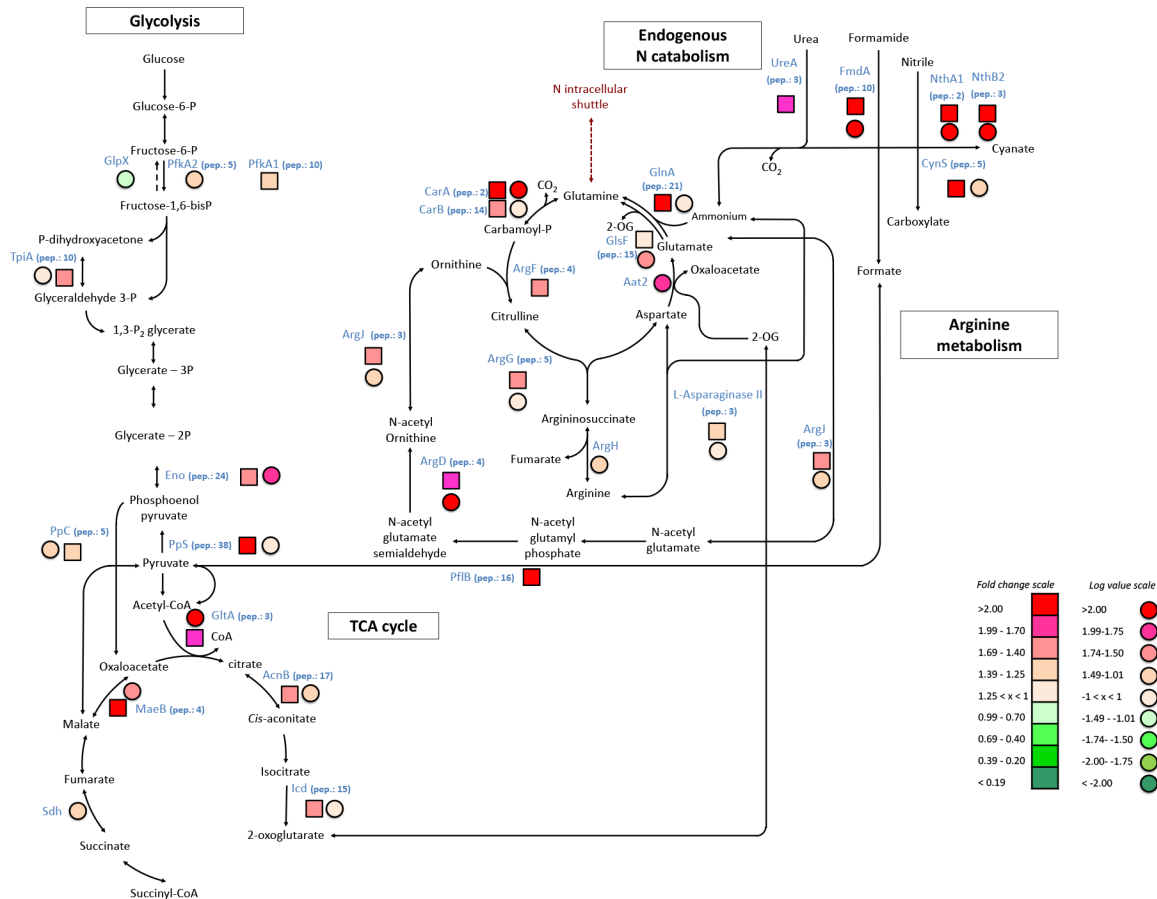 Glycolysis
Glucose
Glucose-6-P
Fructose-6-P
GlpX
PfkA2 (pep.: 5)
PfkA1 (pep.: 10)
Fructose-1,6-bisP
P-dihydroxyacetone
TpiA (pep.: 10)
Glyceraldehyde 3-P
1,3-P2 glycerate
Glycerate – 3P
Glycerate – 2P
Eno (pep.: 24)
Phosphoenol
pyruvate
PpC (pep.: 5)
PpS (pep.: 38)
Pyruvate
Acetyl-CoA
GltA (pep.: 3)
CoA
TCA cycle
Oxaloacetate
citrate
MaeB (pep.: 4)
AcnB (pep.: 17)
Malate
Cis-aconitate
Fumarate
Isocitrate
Icd (pep.: 15)
Sdh
2-oxoglutarate
Succinate
Succinyl-CoA
Endogenous
N catabolism
N intracellular
shuttle
Urea
Formamide
Nitrile
UreA
(pep.: 3)
FmdA
(pep.: 10)
NthA1
(pep.: 2)
NthB2
(pep.: 3)
Cyanate
CO2
CynS (pep.: 5)
Carboxylate
Formate
CarA (pep.: 2)
CarB (pep.: 14)
CO2
Glutamine
GlnA
(pep.: 21)
Carbamoyl-P
2-OG
Ammonium
GlsF
(pep.: 15)
Glutamate
Oxaloacetate
Ornithine
ArgF (pep.: 4)
Aat2
Citrulline
Aspartate
2-OG
Arginine
metabolism
ArgJ (pep.: 3)
ArgG (pep.: 5)
L-Asparaginase II
(pep.: 3)
N-acetyl
Ornithine
Argininosuccinate
ArgJ
(pep.: 3)
ArgH
Fumarate
ArgD (pep.: 4)
Arginine
N-acetyl
glutamate
semialdehyde
N-acetyl
glutamyl
phosphate
N-acetyl
glutamate
PflB (pep.: 16)
Fold change scale
Log value scale
>2.00
>2.00
1.99 - 1.70
1.99-1.75
1.69 - 1.40
1.74-1.50
1.39 - 1.25
1.49-1.01
1.25 < x < 1
-1 < x < 1
0.99 - 0.70
-1.49 - -1.01
0.69 - 0.40
-1.74- -1.50
0.39 - 0.20
-2.00- -1.75
< 0.19
< -2.00